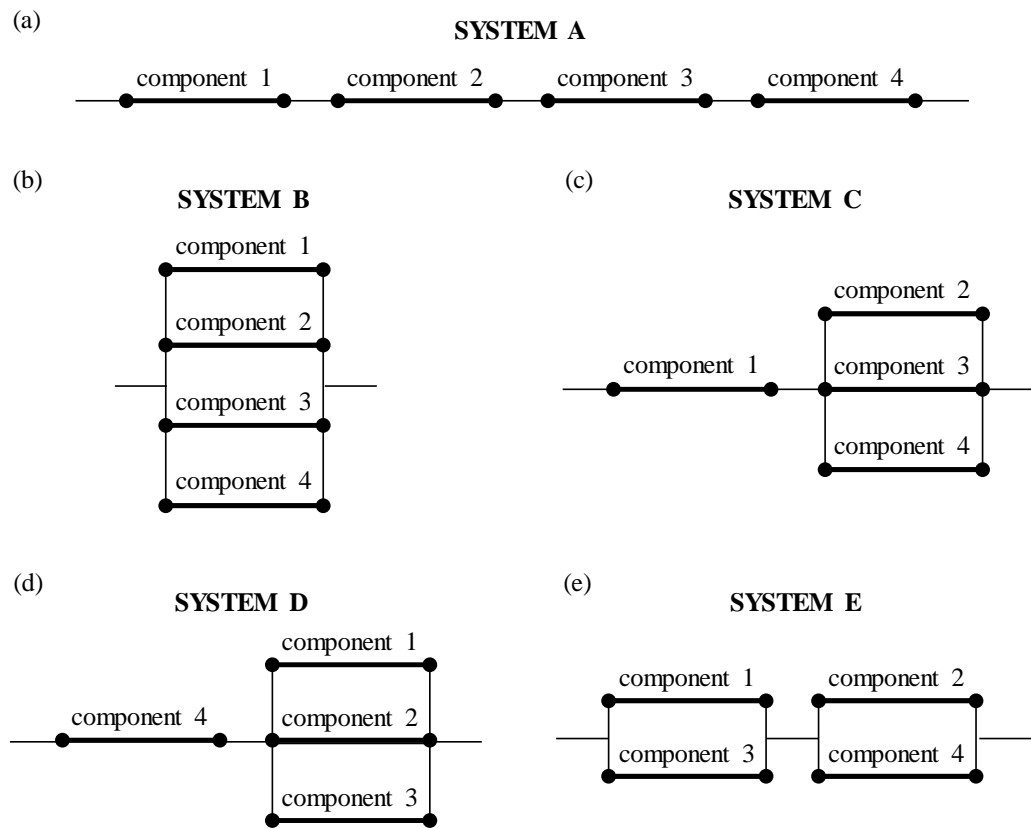 (a)
SYSTEM A
component 1 component 2 component 3 component 4
(b)
SYSTEM B
component 1
component 2
component 3
component 4
(c)
SYSTEM C
component 2
component 1
component 3
component 4
(d)
SYSTEM D
component 1
component 4
component 2
component 3
(e)
SYSTEM E
component 1 component 2
component 3 component 4